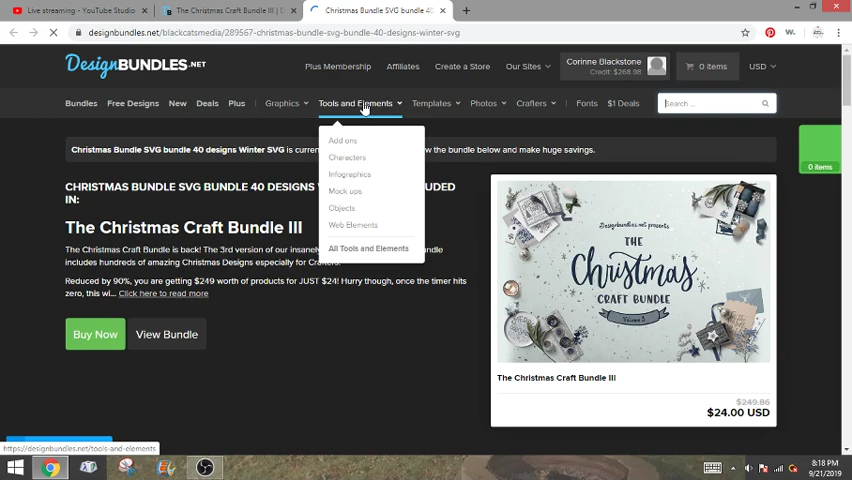 Live streaming - YouTube Studio
The Christmas Craft Bundle III | D
Christmas Bundle SVG bundle 40
designbundles.net/blackcatsmedia/289567-christmas-bundle-svg-bundle-40-designs-winter-svg
DesignBUNDLES.NET
Plus Membership
Affiliates
Create a Store
Our Sites
Corinne Blackstone
Credit: $268.98
0 items
USD
Bundles
Free Designs
New
Deals
Plus
Graphics
Tools and Elements
Templates
Photos
Crafters
Fonts
$1 Deals
Search ...
Add ons
Characters
Infographics
Mock ups
Objects
Web Elements
All Tools and Elements
Christmas Bundle SVG bundle 40 designs Winter SVG is curren
w the bundle below and make huge savings.
0 items
CHRISTMAS BUNDLE SVG BUNDLE 40 DESIGNS
LUDED
IN:
The Christmas Craft Bundle III
The Christmas Craft Bundle is back! The 3rd version of our insanely
ndle
includes hundreds of amazing Christmas Designs especially for Crafters.
Reduced by 90%, you are getting $249 worth of products for JUST $24! Hurry though, once the timer hits
zero, this wi... Click here to read more
Buy Now
View Bundle
Designbundles.net presents
THE
Christmas
CRAFT BUNDLE
Volume 3
The Christmas Craft Bundle III
$249.86
$24.00 USD
https://designbundles.net/tools-and-elements
8:18 PM
9/21/2019